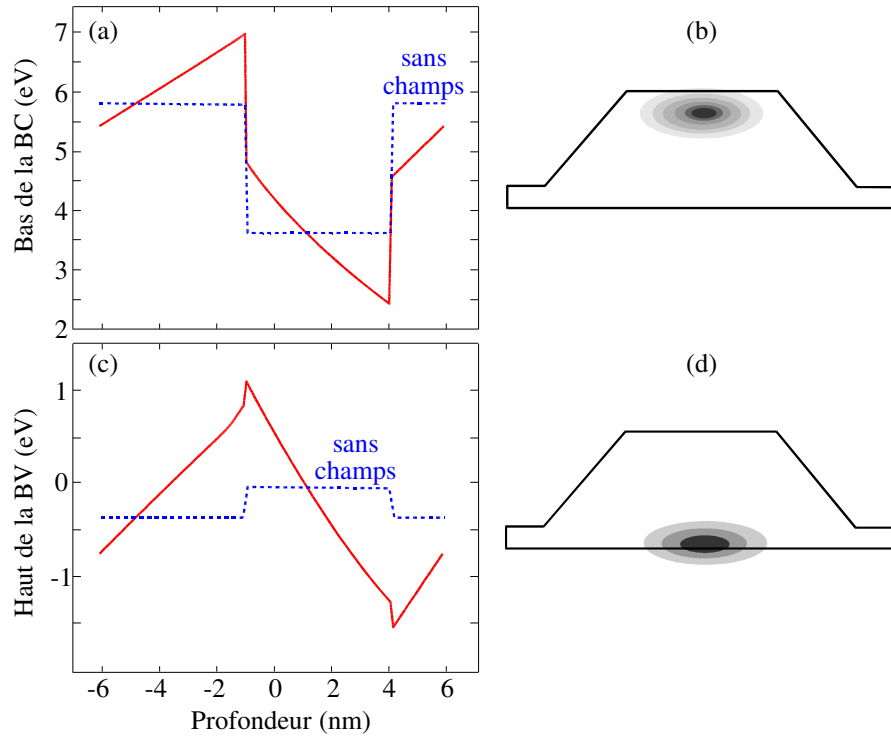 (a)
(b)
7
6
5
4
3
2
Bas de la BC (eV)
sans
champs
(c)
(d)
1
0
-1
Haut de la BV (eV)
sans
champs
-6 -4 -2 0 2 4 6
Profondeur (nm)